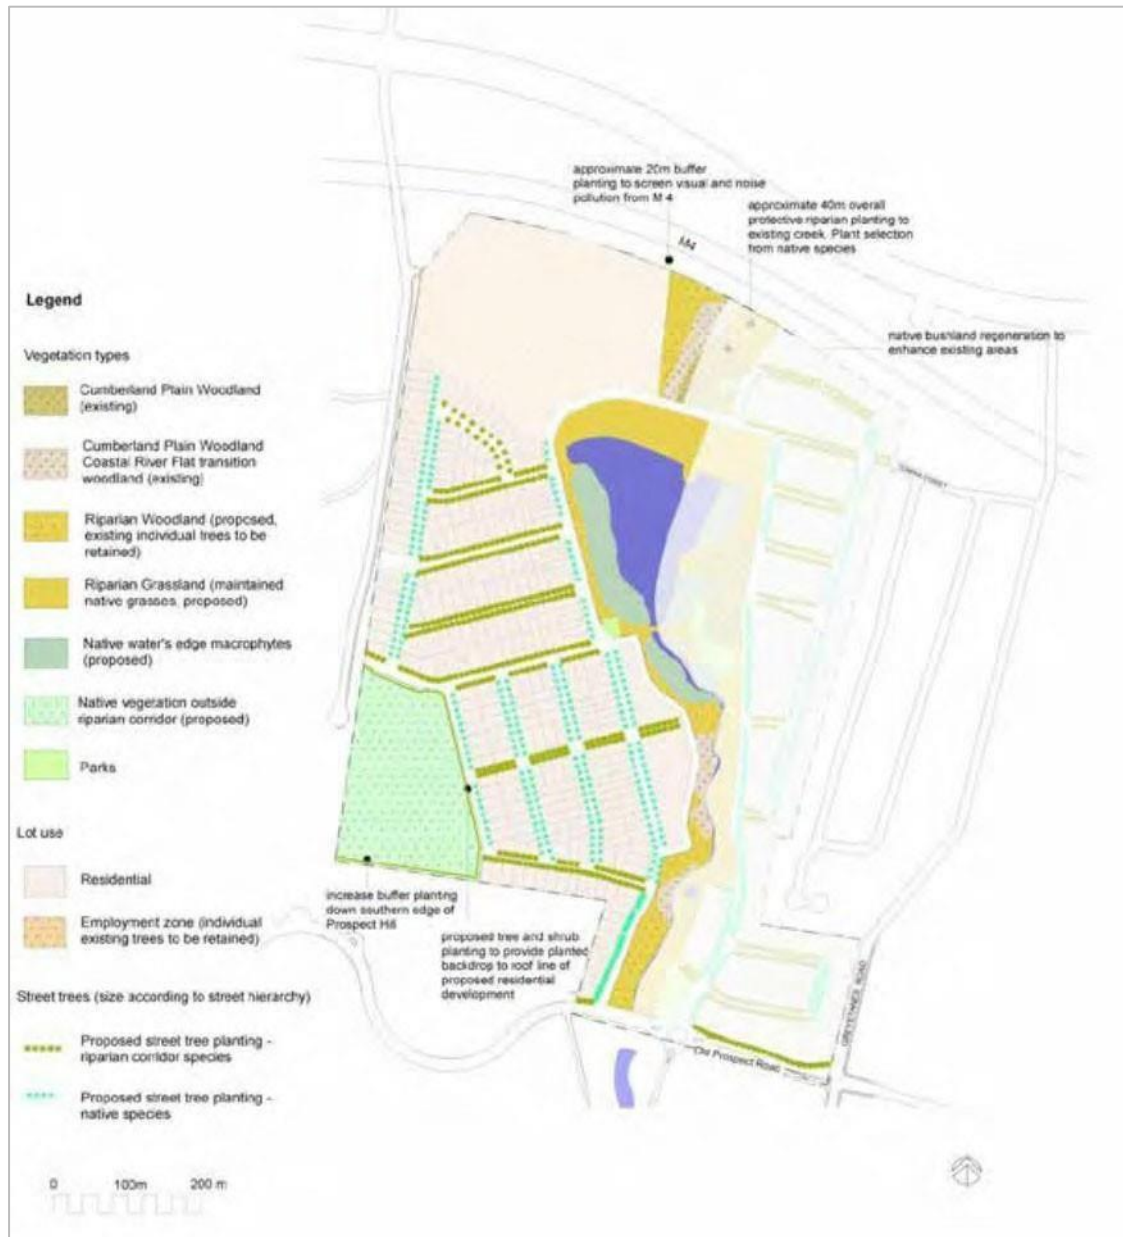 approximate 20m buffer
planting to screen visual and noise
pollution from M 4
approximate 40m overall
protective riparian planting to
existing creek. Plant selection
from native species
M4
native bushland regeneration to
enhance existing areas
Legend
Vegetation types
Cumberland Plain Woodland
(existing)
Cumberland Plain Woodland
Coastal River Flat transition
woodland (existing)
Riparian Woodland (proposed,
existing individual trees to be
retained)
Riparian Grassland (maintained
native grasses, proposed)
Native water's edge macrophytes
(proposed)
Native vegetation outside
riparian corridor (proposed)
Parks
Lot use
Residential
Employment zone (individual
existing trees to be retained)
Street trees (size according to street hierarchy)
Proposed street tree planting -
riparian corridor species
Proposed street tree planting -
native species
increase buffer planting
down southern edge of
Prospect Hill
proposed tree and shrub
planting to provide planted
backdrop to roof line of
proposed residential
development
STREET
GREYSTANES ROAD
Old Prospect Road
0 100m 200 m